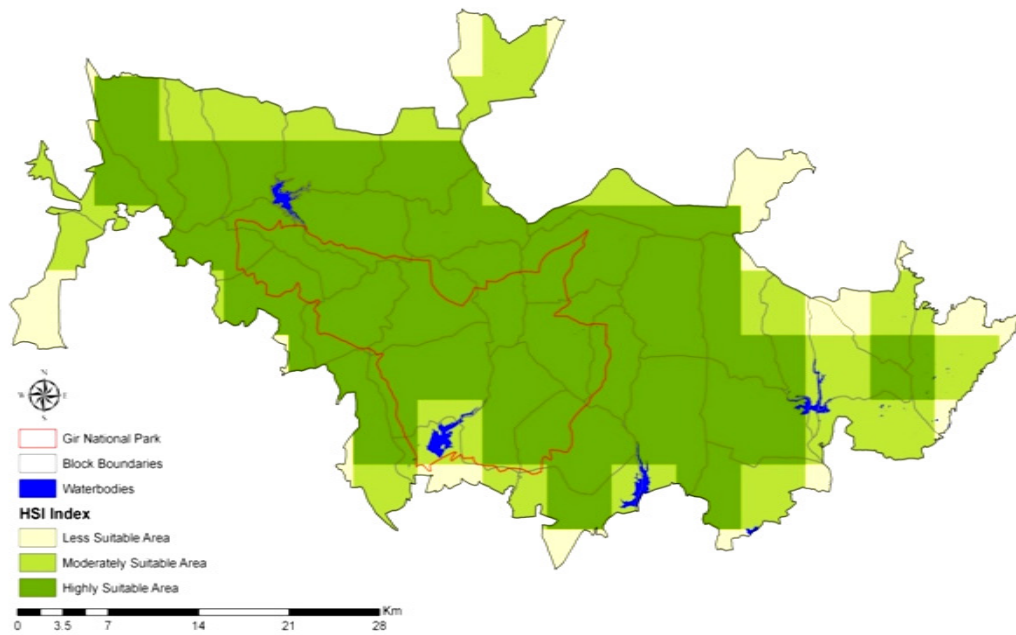 N
W E
S
Gir National Park
Block Boundaries
Waterbodies
HSI Index
Less Suitable Area
Moderately Suitable Area
Highly Suitable Area
Km
0 3.5 7 14 21 28